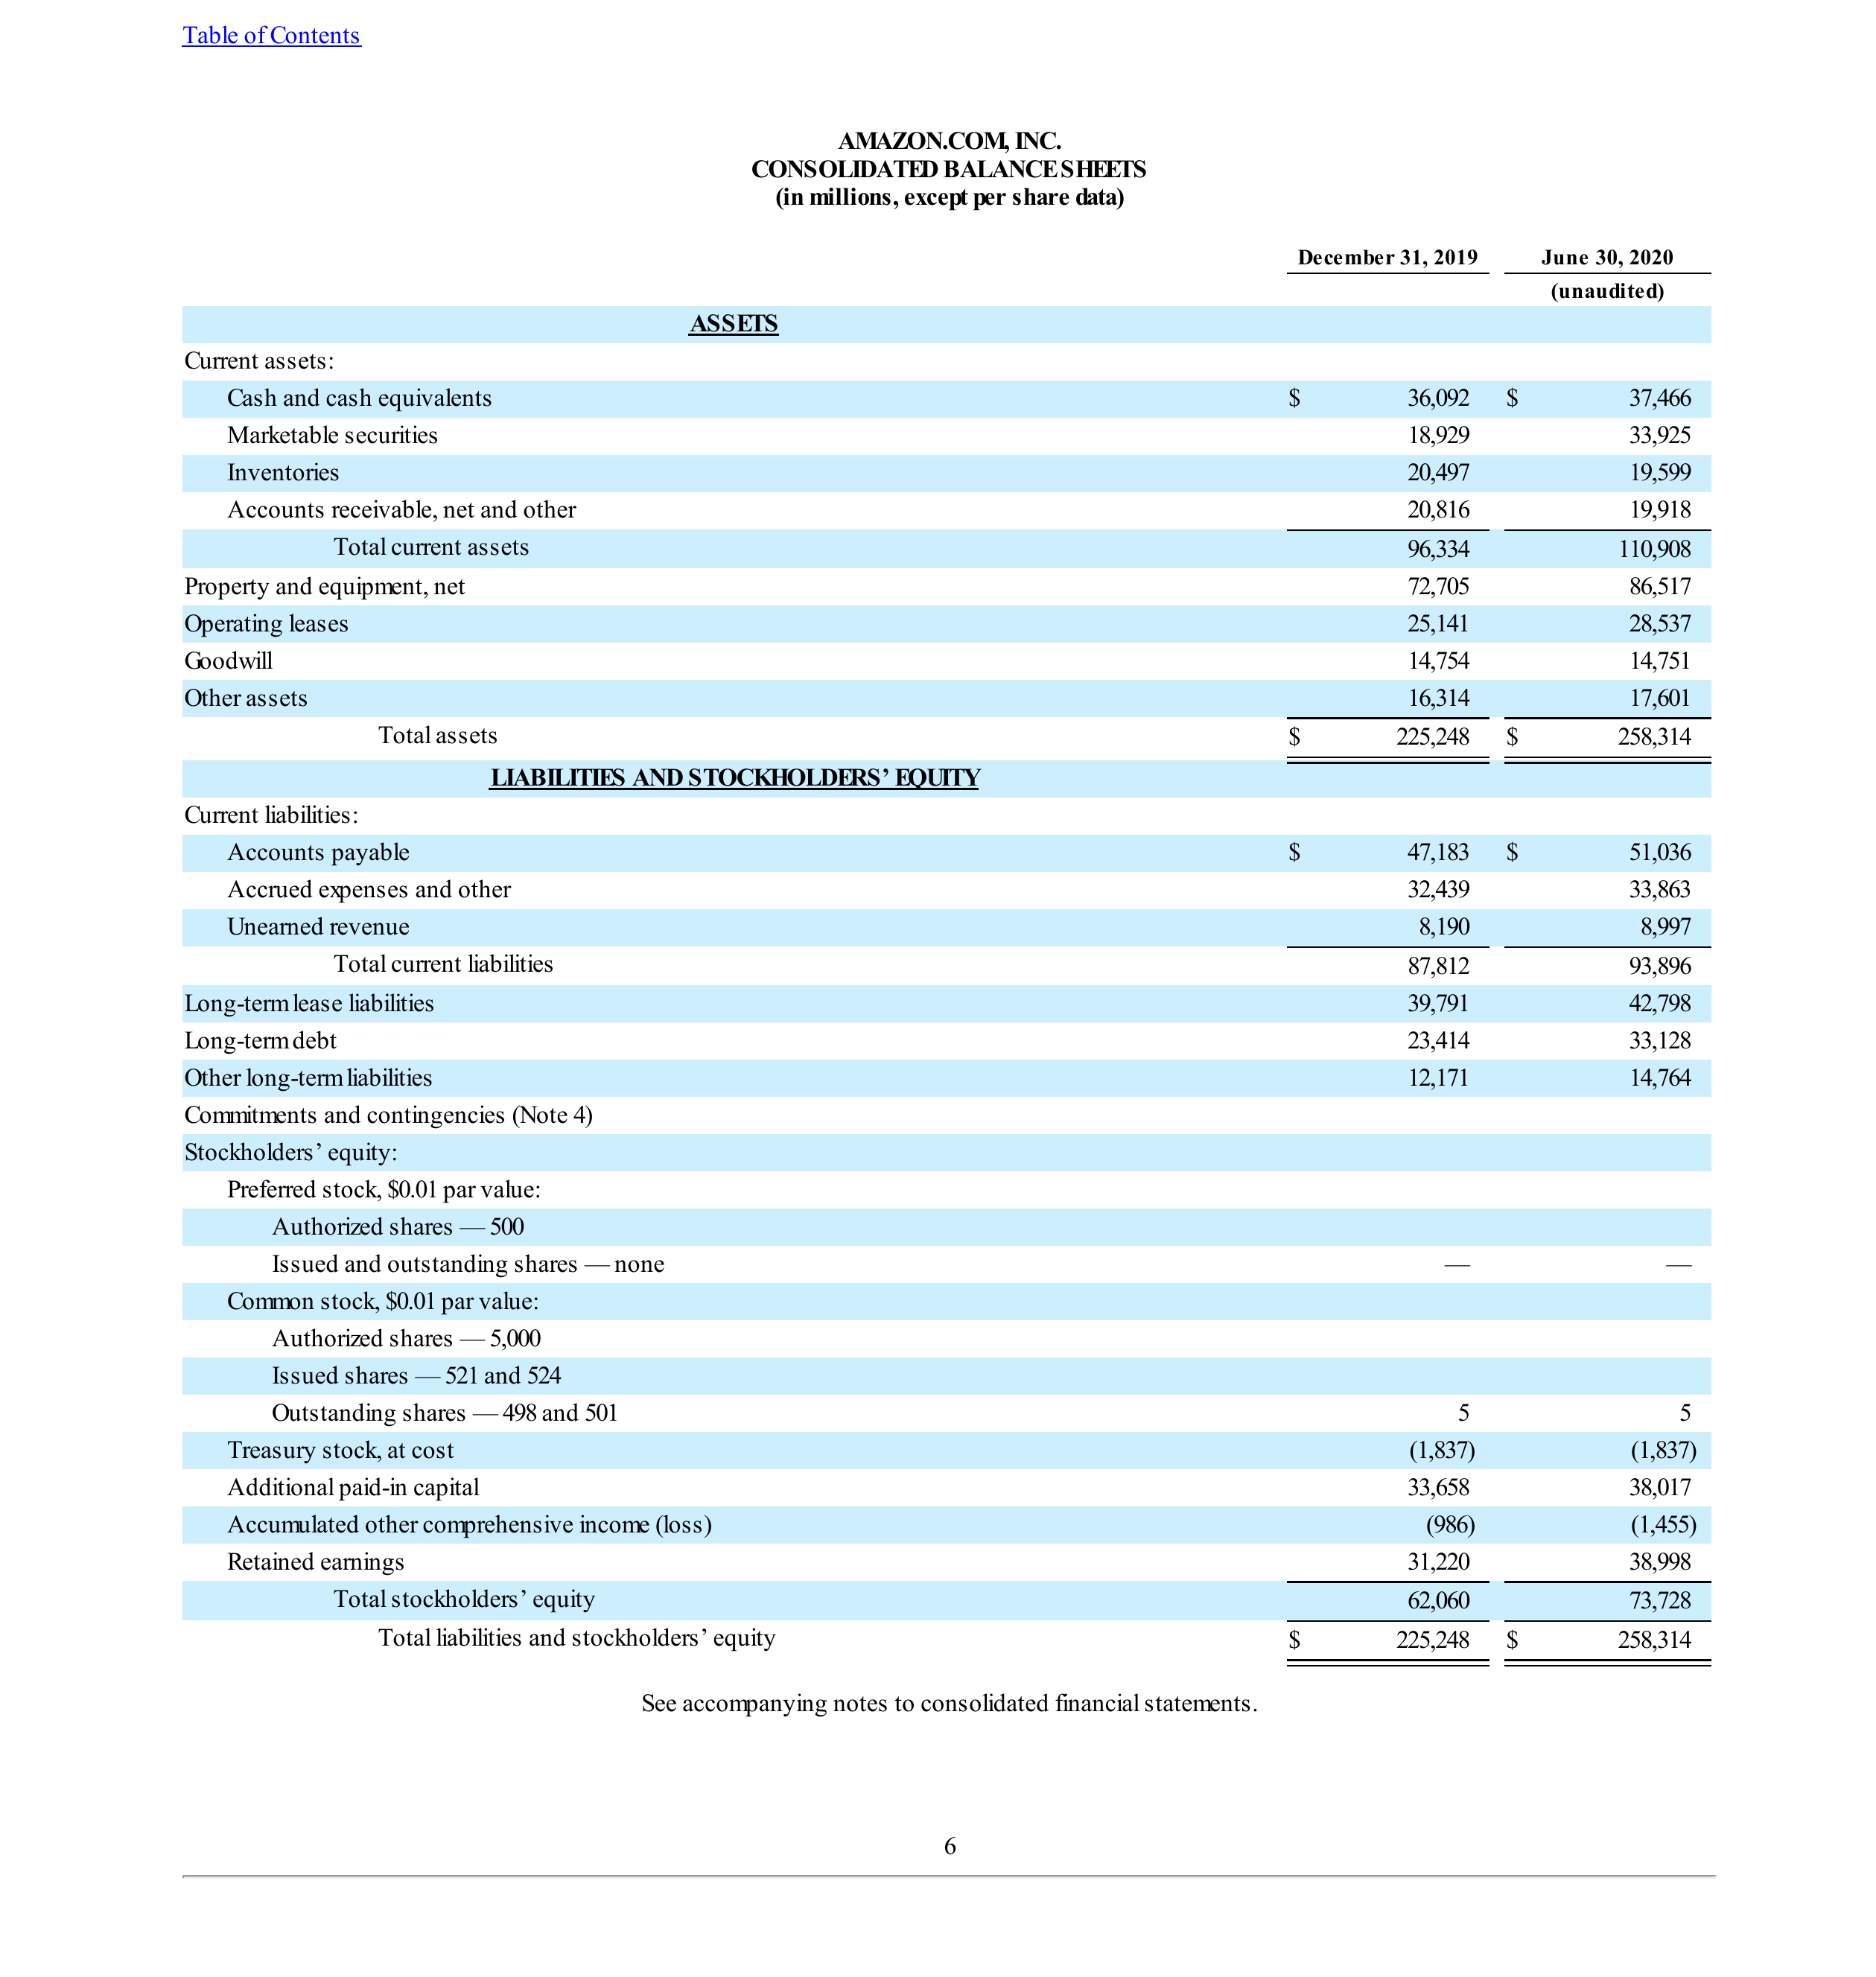 Table of Contents
AMAZON.COM, INC.
CONSOLIDATED BALANCE SHEETS
(in millions, except per share data)
December 31, 2019 June 30, 2020
(unaudited)
ASSETS
Current assets:
Cash and cash equivalents $ 36,092 $ 37,466
Marketable securities 18,929 33,925
Inventories 20,497 19,599
Accounts receivable, net and other 20,816 19,918
Total current assets 96,334 110,908
Property and equipment, net 72,705 86,517
Operating leases 25,141 28,537
Goodwill 14,754 14,751
Other assets 16,314 17,601
Total assets $ 225,248 $ 258,314
LIABILITIES AND STOCKHOLDERS’ EQUITY
Current liabilities:
Accounts payable $ 47,183 $ 51,036
Accrued expenses and other 32,439 33,863
Unearned revenue 8,190 8,997
Total current liabilities 87,812 93,896
Long-term lease liabilities 39,791 42,798
Long-term debt 23,414 33,128
Other long-term liabilities 12,171 14,764
Commitments and contingencies (Note 4)
Stockholders’ equity:
Preferred stock, $0.01 par value:
Authorized shares — 500
Issued and outstanding shares — none — —
Common stock, $0.01 par value:
Authorized shares — 5,000
Issued shares — 521 and 524
Outstanding shares — 498 and 501 5 5
Treasury stock, at cost (1,837) (1,837)
Additional paid-in capital 33,658 38,017
Accumulated other comprehensive income (loss) (986) (1,455)
Retained earnings 31,220 38,998
Total stockholders’ equity 62,060 73,728
Total liabilities and stockholders’ equity $ 225,248 $ 258,314
See accompanying notes to consolidated financial statements.
6